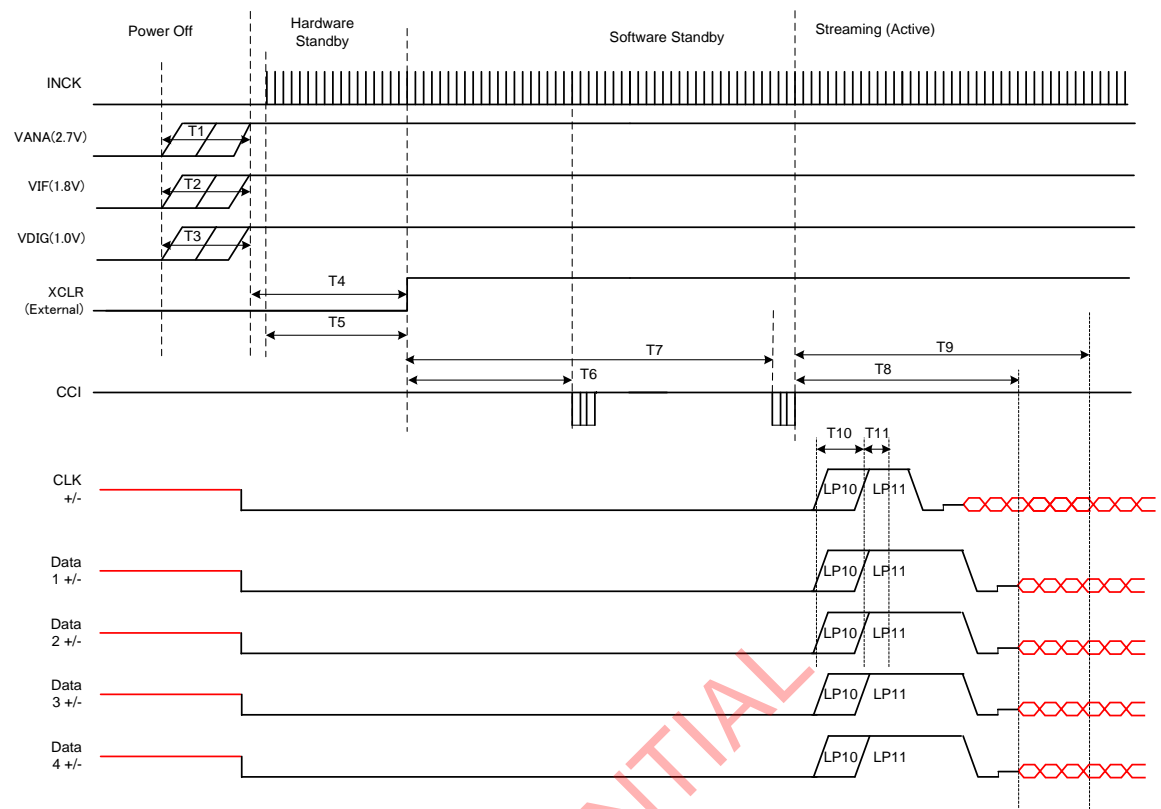 Power Off
Hardware
Standby
Software Standby
Streaming (Active)
INCK
VANA(2.7V)
T1
VIF(1.8V)
T2
VDIG(1.0V)
T3
XCLR
(External)
T4
T5
T7
T9
T6
T8
CCI
T10
T11
CLK
+/-
LP10
LP11
Data
1 +/-
LP10
LP11
Data
2 +/-
LP10
LP11
Data
3 +/-
LP10
LP11
Data
4 +/-
LP10
LP11
NTIAL